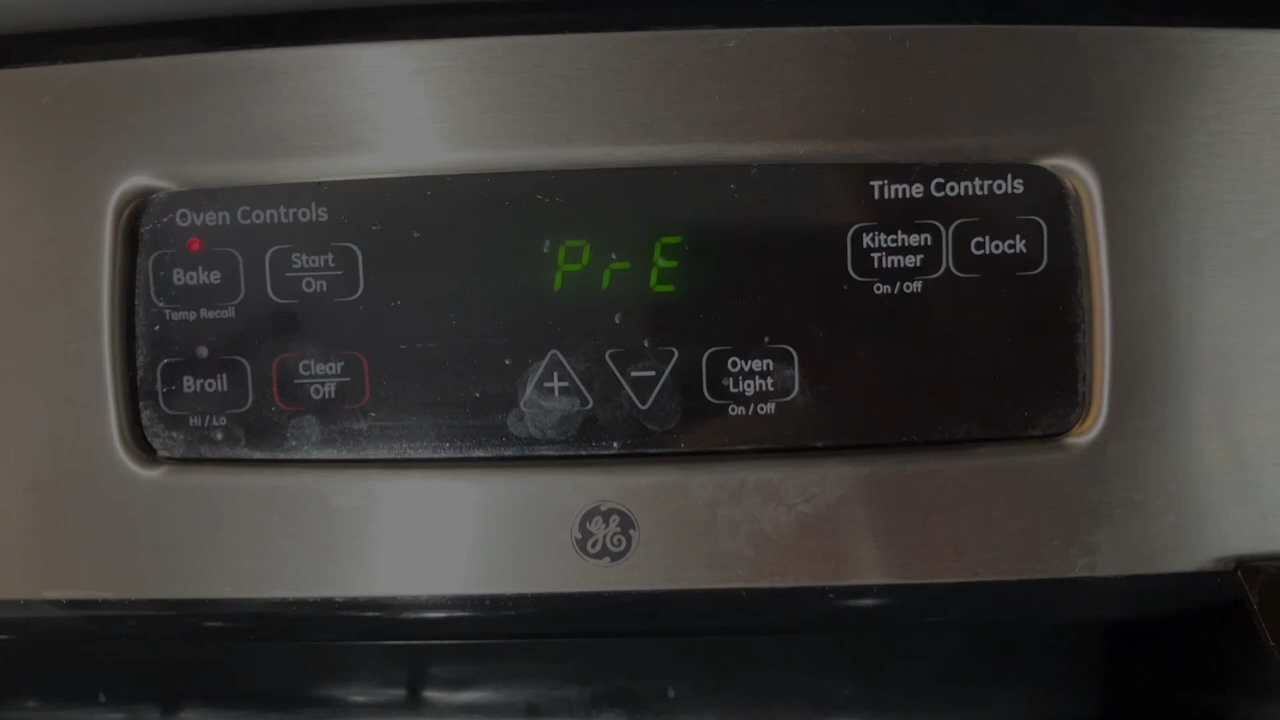 Oven Controls
Time Controls
Bake
Temp Recall
Start
On
PrE
Kitchen
Timer
On / Off
Clock
Broil
Hi / Lo
Clear
Off
+
−
Oven
Light
On / Off
GE